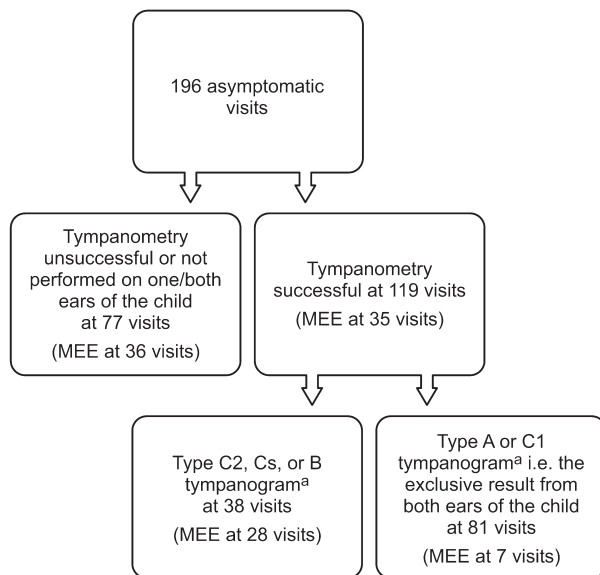 196 asymptomatic
visits
Tympanometry
unsuccessful or not
performed on one/both
ears of the child
at 77 visits
(MEE at 36 visits)
Tympanometry
successful at 119 visits
(MEE at 35 visits)
Type C2, Cs, or B
tympanogramᵃ
at 38 visits
(MEE at 28 visits)
Type A or C1
tympanogramᵃ i.e. the
exclusive result from
both ears of the child
at 81 visits
(MEE at 7 visits)